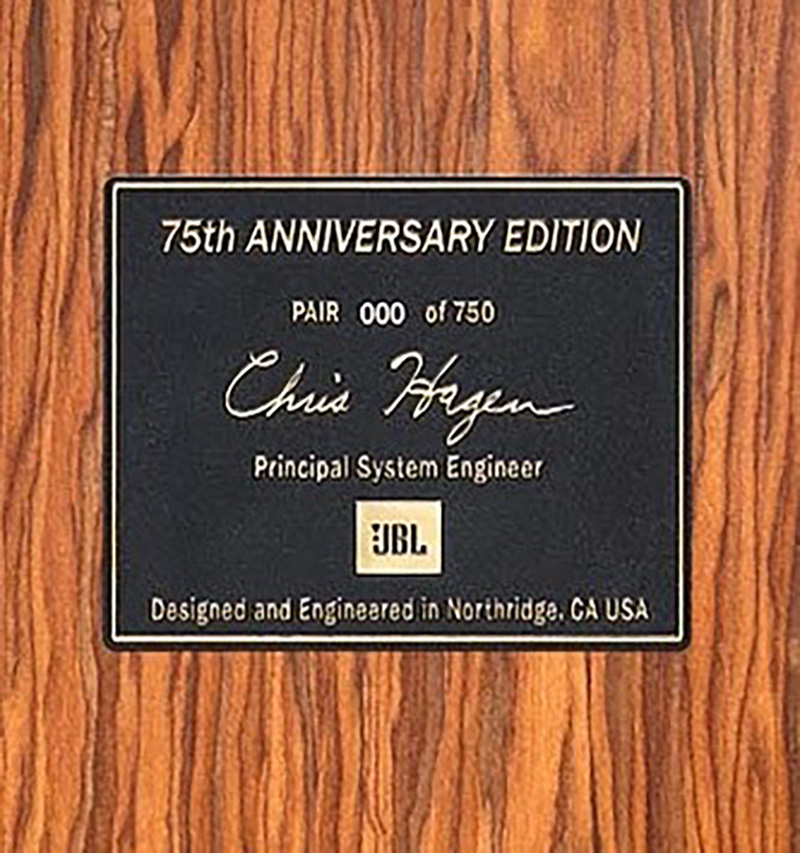 75th ANNIVERSARY EDITION
PAIR 000 of 750
Chris Hagen
Principal System Engineer
JBL
Designed and Engineered in Northridge, CA USA